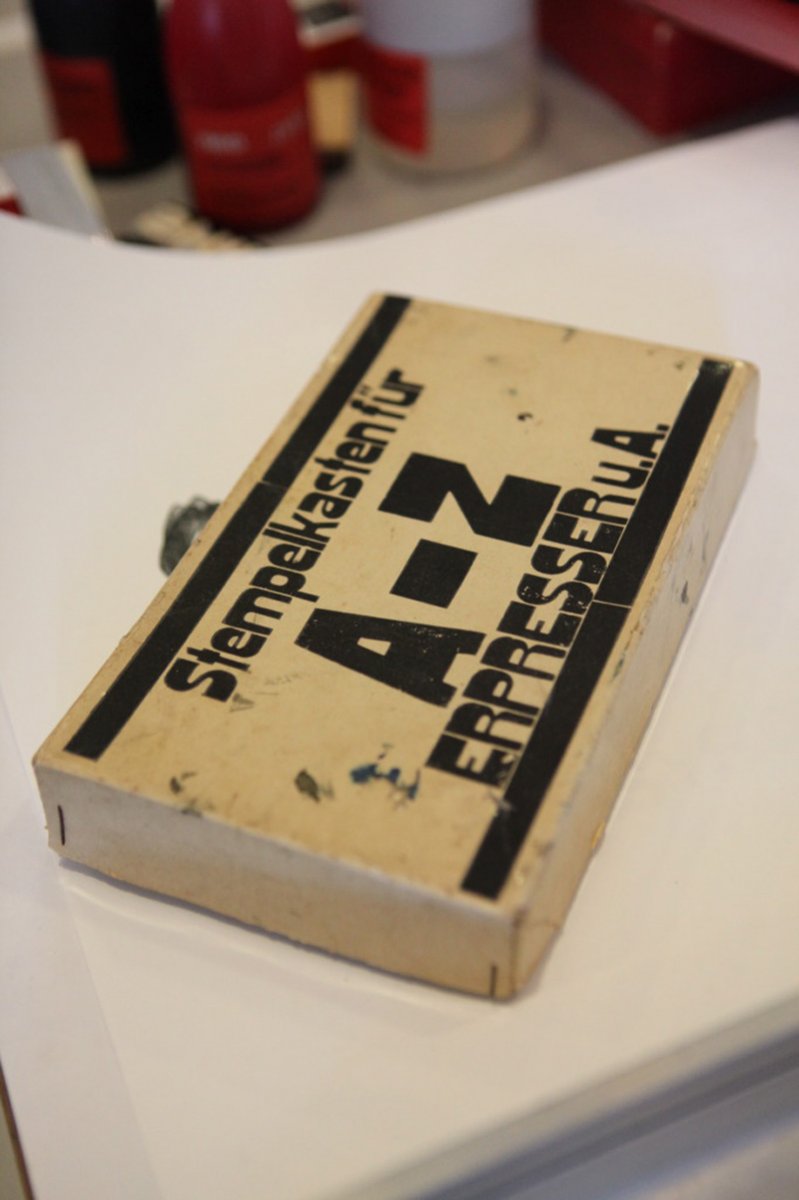 Stempelkasten für
A-Z
ERPRESSER u.A.